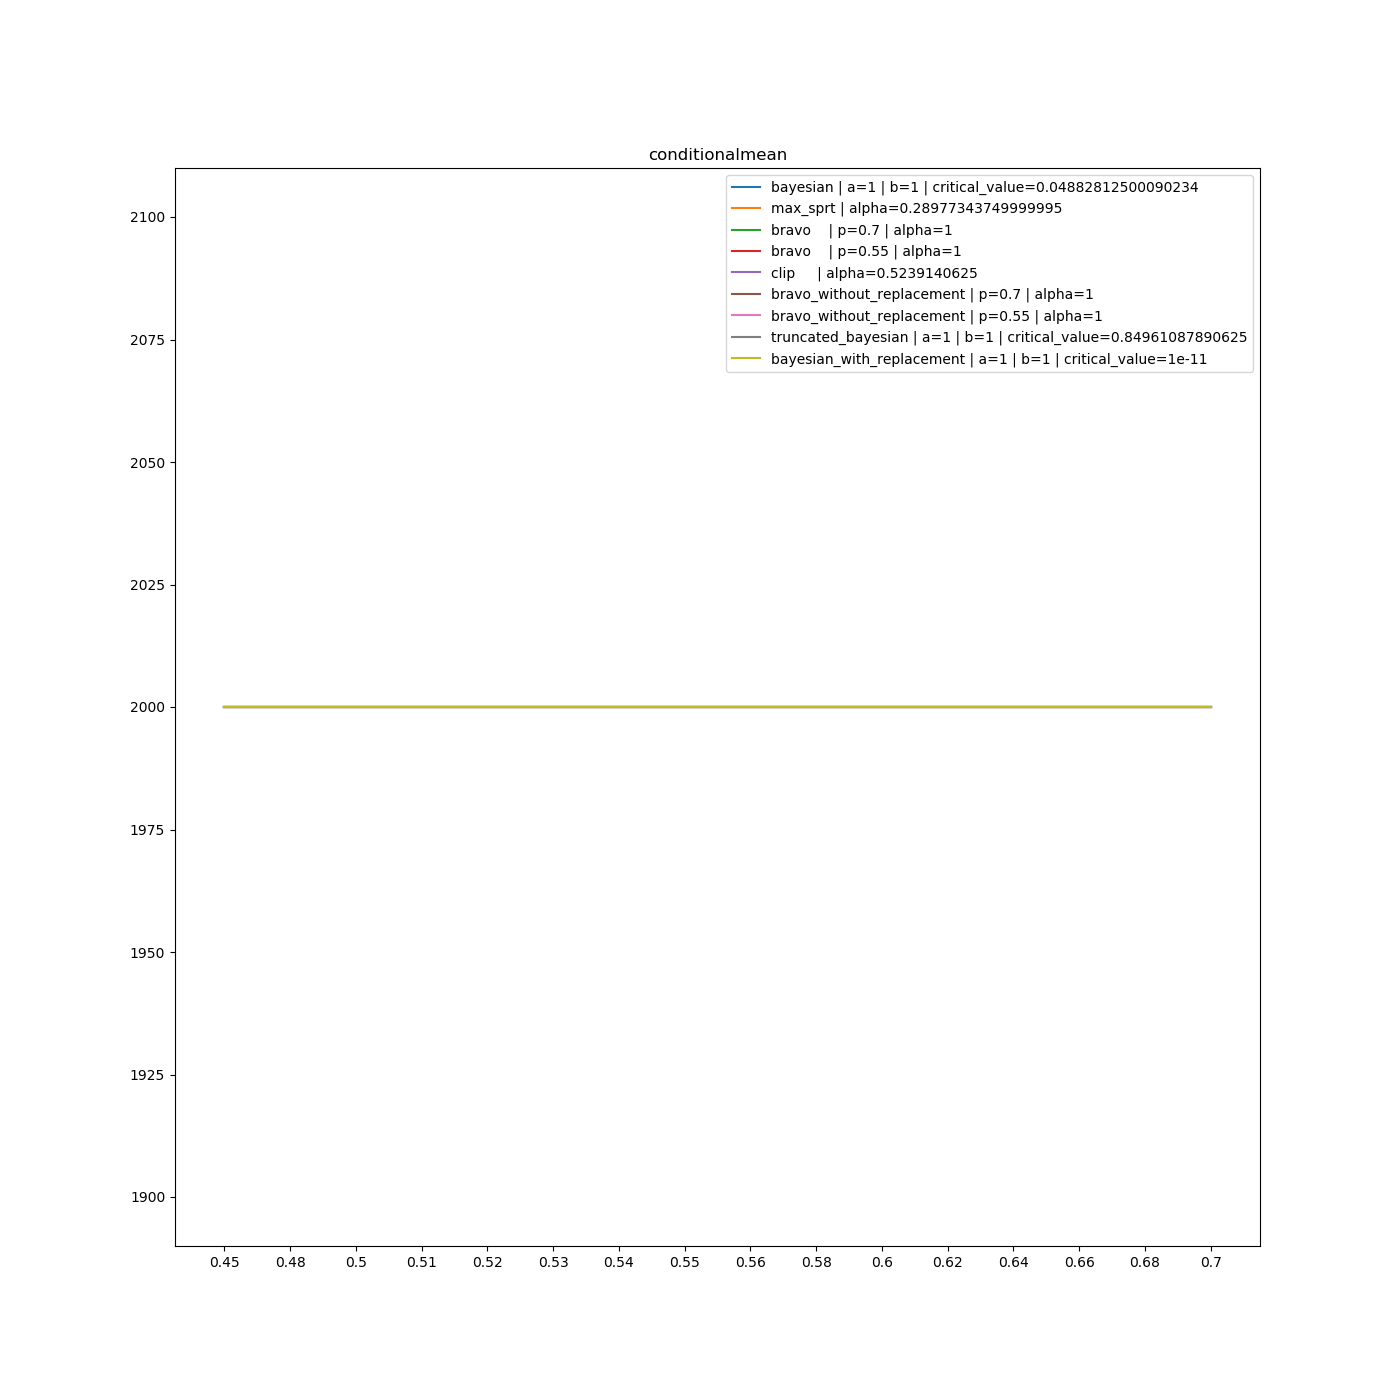 conditionalmean
bayesian | a=1 | b=1 | critical_value=0.04882812500090234
max_sprt | alpha=0.28977343749999995
bravo    | p=0.7 | alpha=1
bravo    | p=0.55 | alpha=1
clip     | alpha=0.5239140625
bravo_without_replacement | p=0.7 | alpha=1
bravo_without_replacement | p=0.55 | alpha=1
truncated_bayesian | a=1 | b=1 | critical_value=0.84961087890625
bayesian_with_replacement | a=1 | b=1 | critical_value=1e-11
2100
2075
2050
2025
2000
1975
1950
1925
1900
0.45 0.48 0.5 0.51 0.52 0.53 0.54 0.55 0.56 0.58 0.6 0.62 0.64 0.66 0.68 0.7